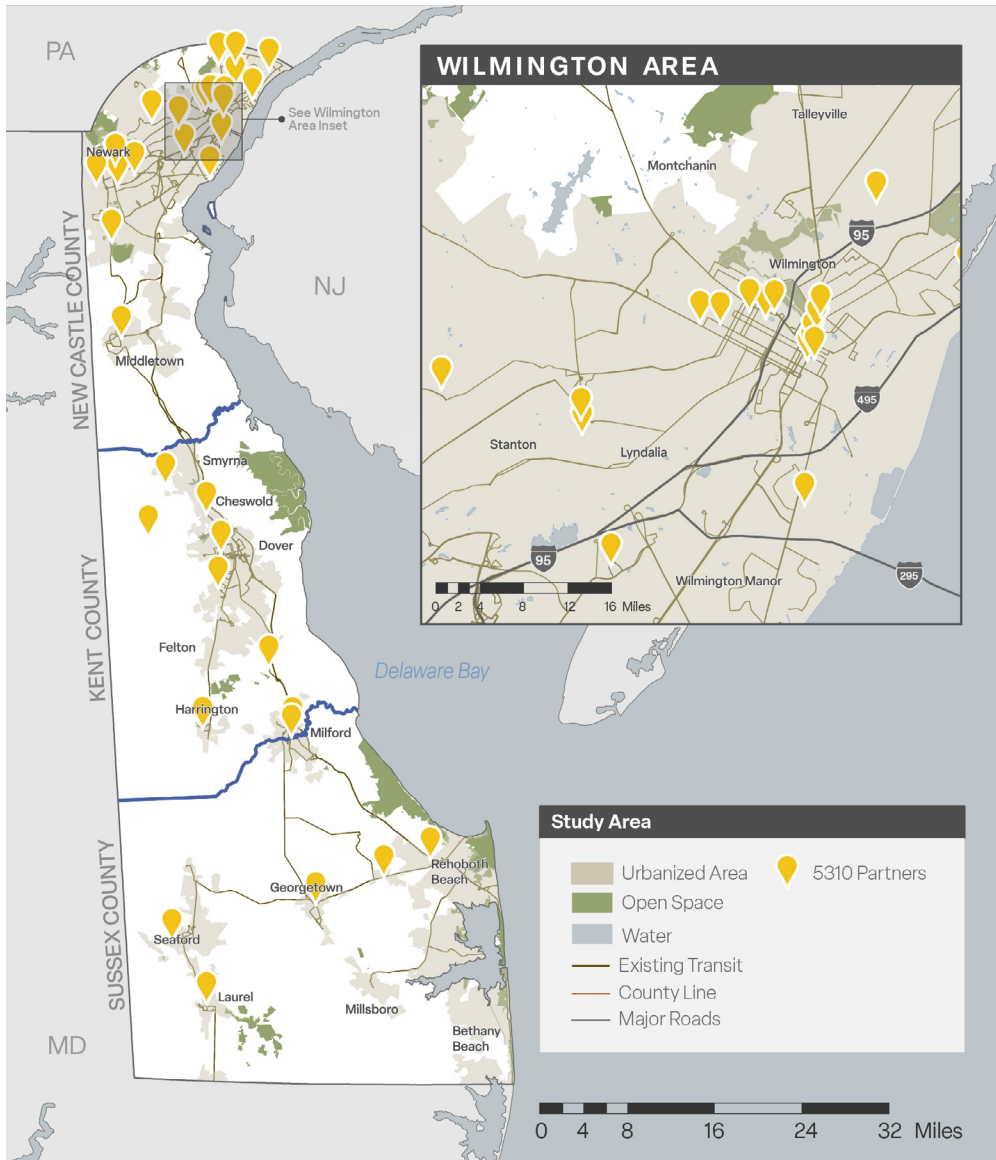 PA
See Wilmington
Area Inset
Newark
NEW CASTLE COUNTY
NJ
Middletown
Smyrna
Cheswold
Dover
KENT COUNTY
Felton
Harrington
Milford
Delaware Bay
SUSSEX COUNTY
Rehoboth
Beach
Georgetown
Seaford
Laurel
Millsboro
Bethany
Beach
MD
WILMINGTON AREA
Talleyville
Montchanin
95
Wilmington
495
Stanton
Lyndalia
95
Wilmington Manor
295
0 2 4 8 12 16 Miles
Study Area
Urbanized Area
5310 Partners
Open Space
Water
Existing Transit
County Line
Major Roads
0 4 8 16 24 32 Miles